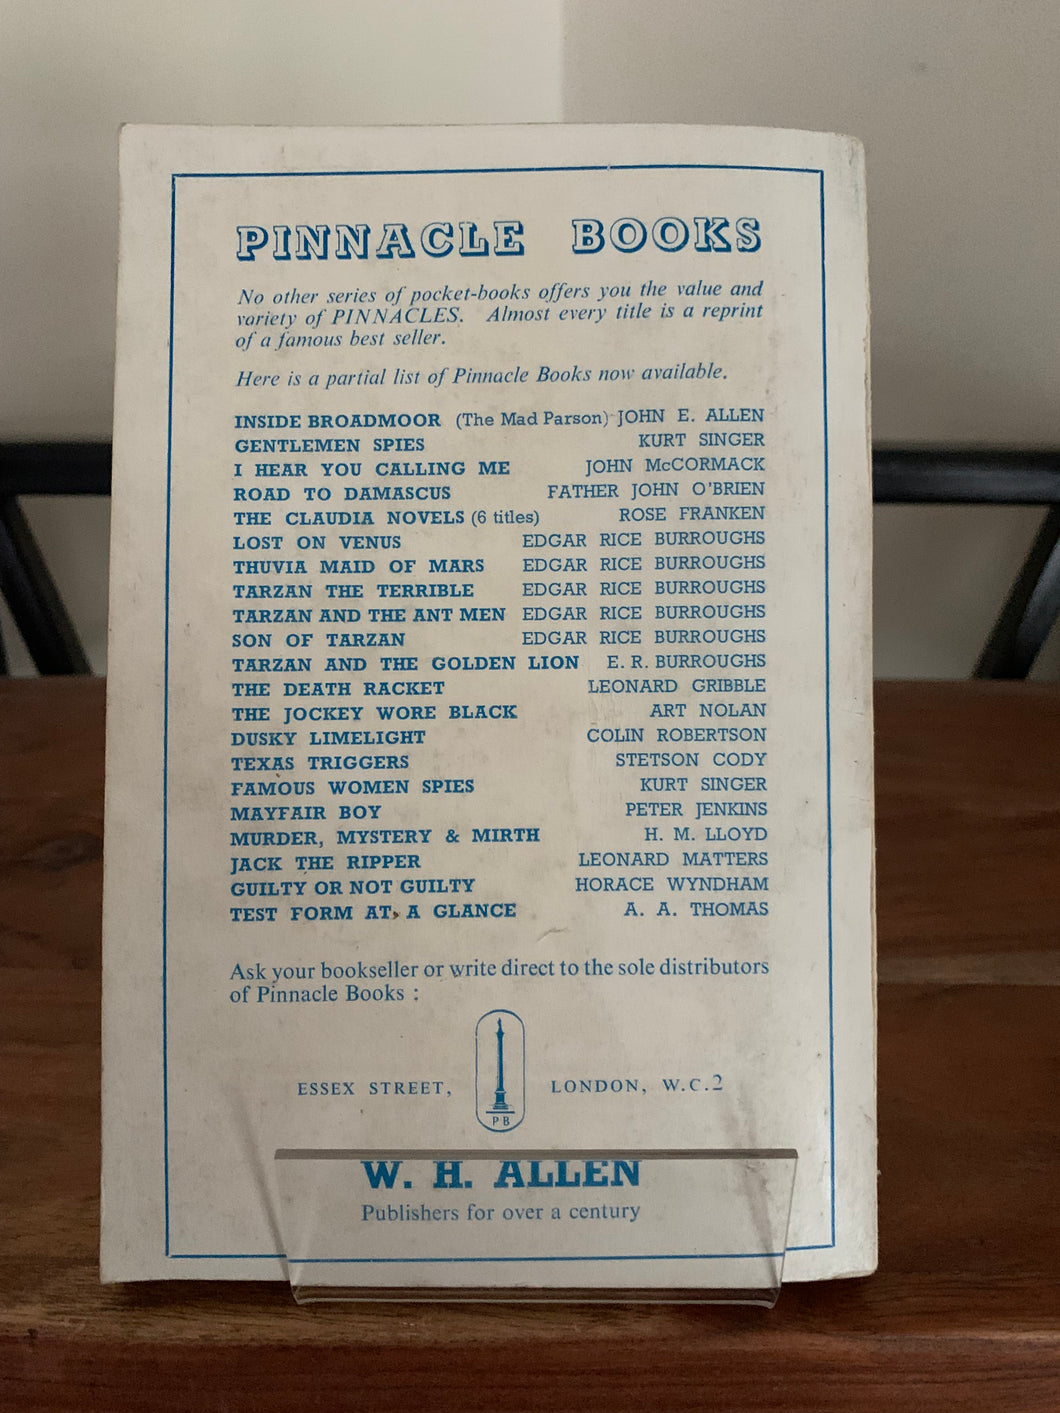 PINNACLE BOOKS
No other series of pocket-books offers you the value and
variety of PINNACLES. Almost every title is a reprint
of a famous best seller.
Here is a partial list of Pinnacle Books now available.
INSIDE BROADMOOR (The Mad Parson) JOHN E. ALLEN
GENTLEMEN SPIES KURT SINGER
I HEAR YOU CALLING ME JOHN McCORMACK
ROAD TO DAMASCUS FATHER JOHN O'BRIEN
THE CLAUDIA NOVELS (6 titles) ROSE FRANKEN
LOST ON VENUS EDGAR RICE BURROUGHS
THUVIA MAID OF MARS EDGAR RICE BURROUGHS
TARZAN THE TERRIBLE EDGAR RICE BURROUGHS
TARZAN AND THE ANT MEN EDGAR RICE BURROUGHS
SON OF TARZAN EDGAR RICE BURROUGHS
TARZAN AND THE GOLDEN LION E. R. BURROUGHS
THE DEATH RACKET LEONARD GRIBBLE
THE JOCKEY WORE BLACK ART NOLAN
DUSKY LIMELIGHT COLIN ROBERTSON
TEXAS TRIGGERS STETSON CODY
FAMOUS WOMEN SPIES KURT SINGER
MAYFAIR BOY PETER JENKINS
MURDER, MYSTERY & MIRTH H. M. LLOYD
JACK THE RIPPER LEONARD MATTERS
GUILTY OR NOT GUILTY HORACE WYNDHAM
TEST FORM AT A GLANCE A. A. THOMAS
Ask your bookseller or write direct to the sole distributors
of Pinnacle Books :
ESSEX STREET, LONDON, W.C.2
PB
W. H. ALLEN
Publishers for over a century